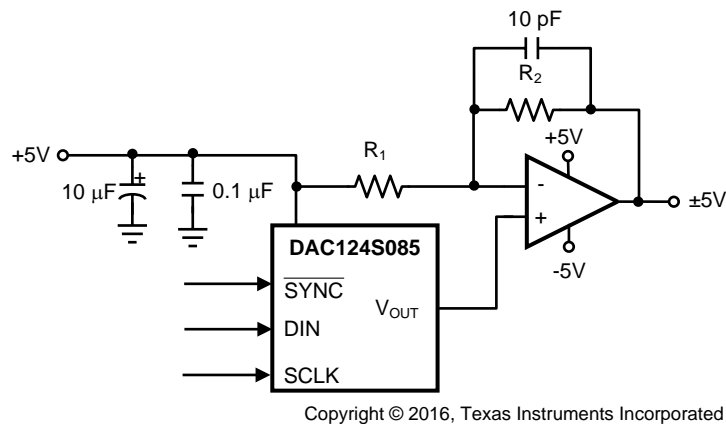 10 pF
R₂
R₁
+5V
+5V
10 μF
+
0.1 μF
-
+
±5V
-5V
DAC124S085
S̅Y̅N̅C̅
VOUT
DIN
SCLK
Copyright © 2016, Texas Instruments Incorporated